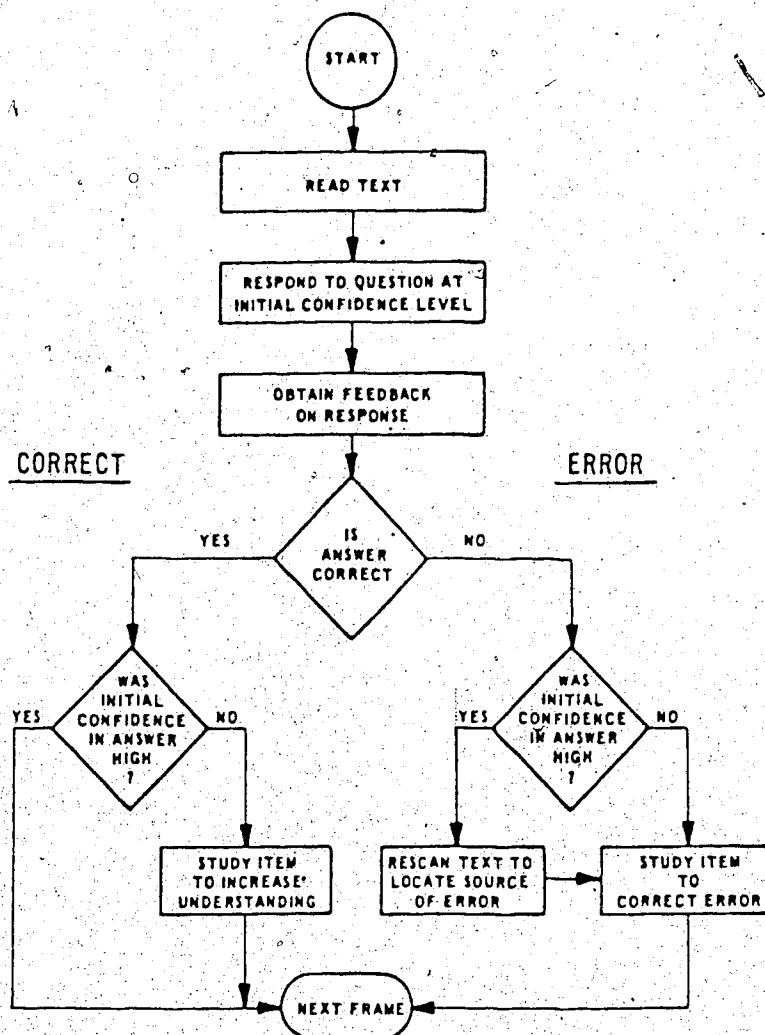 START
READ TEXT
RESPOND TO QUESTION AT
INITIAL CONFIDENCE LEVEL
OBTAIN FEEDBACK
ON RESPONSE
CORRECT
ERROR
YES
IS
ANSWER
CORRECT
NO
WAS
INITIAL
CONFIDENCE
IN ANSWER
HIGH
?
YES
NO
WAS
INITIAL
CONFIDENCE
IN ANSWER
HIGH
?
YES
NO
STUDY ITEM
TO INCREASE
UNDERSTANDING
RESCAN TEXT TO
LOCATE SOURCE
OF ERROR
STUDY ITEM
TO
CORRECT ERROR
NEXT FRAME